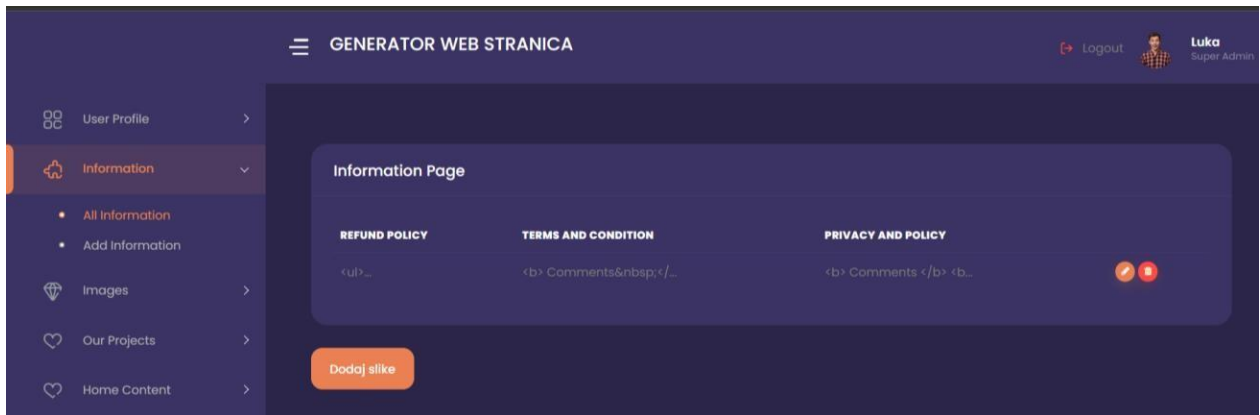 GENERATOR WEB STRANICA
Logout
Luka
Super Admin
User Profile
Information
All Information
Add Information
Images
Our Projects
Home Content
Information Page
REFUND POLICY TERMS AND CONDITION PRIVACY AND POLICY
<ul>... <b> Comments&nbsp;</... <b> Comments </b> <b...
Dodaj slike